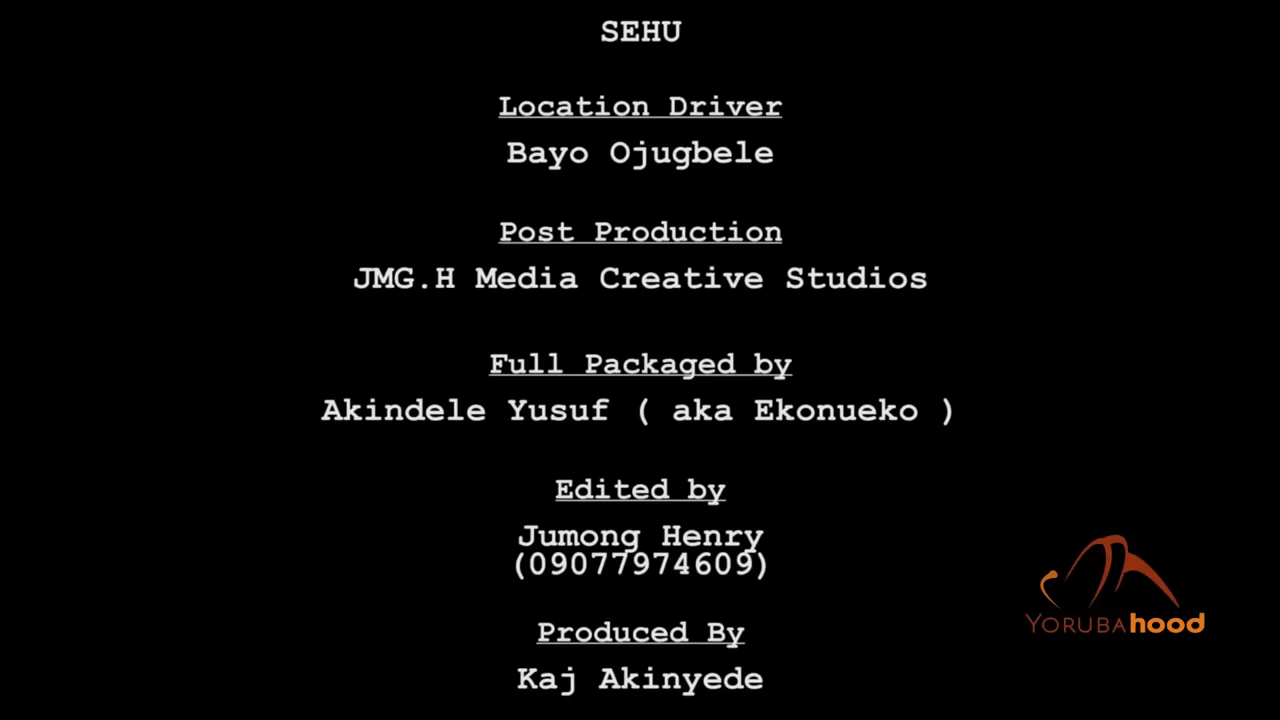 SEHU
Location Driver
Bayo Ojugbele
Post Production
JMG.H Media Creative Studios
Full Packaged by
Akindele Yusuf ( aka Ekonueko )
Edited by
Jumong Henry
(09077974609)
Produced By
Kaj Akinyede
YORUBAhood